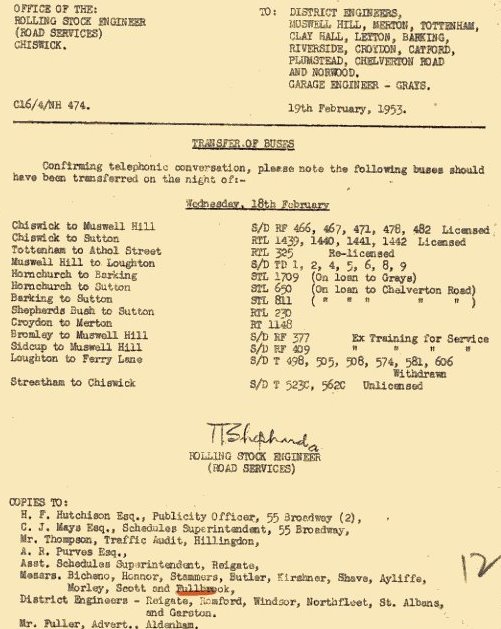 OFFICE OF THE:
ROLLING STOCK ENGINEER
(ROAD SERVICES)
CHISWICK.
TO: DISTRICT ENGINEERS,
MUSWELL HILL, MERTON, TOTTENHAM,
CLAY HALL, LEYTON, BARKING,
RIVERSIDE, CROYDON, CATFORD,
PLUMSTEAD, CHELVERTON ROAD
AND NORWOOD.
GARAGE ENGINEER - GRAYS.
C16/4/NH 474.
19th February, 1953.
TRANSFER OF BUSES
Confirming telephonic conversation, please note the following buses should
have been transferred on the night of:-
Wednesday, 18th February
Chiswick to Muswell Hill S/D RF 466, 467, 471, 478, 482 Licensed
Chiswick to Sutton RTL 1439, 1440, 1441, 1442 Licensed
Tottenham to Athol Street RTL 325 Re-licensed
Muswell Hill to Loughton S/D TD 1, 2, 4, 5, 6, 8, 9
Hornchurch to Barking STL 1709 (On loan to Grays)
Hornchurch to Sutton STL 650 (On loan to Chelverton Road)
Barking to Sutton STL 811 ( " " " " " )
Shepherds Bush to Sutton RTL 230
Croydon to Merton RT 1148
Bromley to Muswell Hill S/D RF 377 Ex Training for Service
Sidcup to Muswell Hill S/D RF 409 " " " "
Loughton to Ferry Lane S/D T 498, 505, 508, 574, 581, 606
Withdrawn
Streatham to Chiswick S/D T 523C, 562C Unlicensed
ROLLING STOCK ENGINEER
(ROAD SERVICES)
COPIES TO:
H. F. Hutchison Esq., Publicity Officer, 55 Broadway (2),
C. J. Mays Esq., Schedules Superintendent, 55 Broadway,
Mr. Thompson, Traffic Audit, Hillingdon,
A. R. Purves Esq.,
Asst. Schedules Superintendent, Reigate,
Messrs. Bicheno, Honnor, Stammers, Butler, Kirshner, Shave, Ayliffe,
Morley, Scott and Fullbrook,
District Engineers - Reigate, Romford, Windsor, Northfleet, St. Albans,
and Garston.
Mr. Fuller, Advert., Aldenham.
12